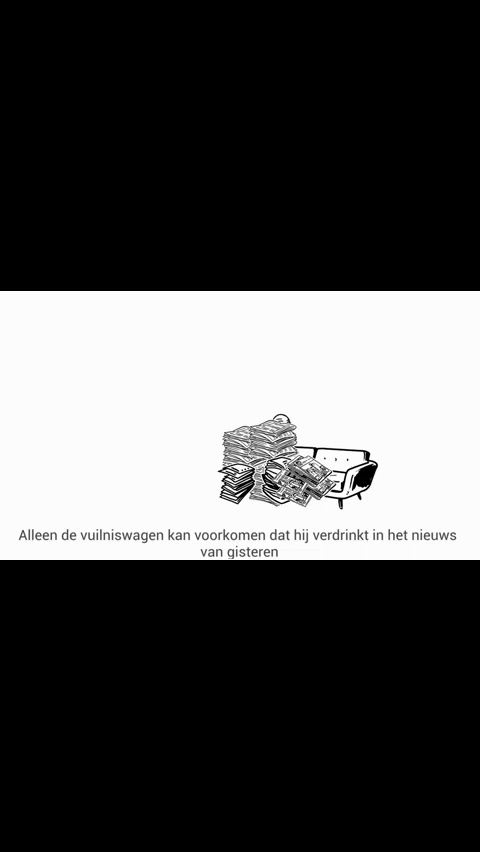 Alleen de vuilniswagen kan voorkomen dat hij verdrinkt in het nieuws
van gisteren